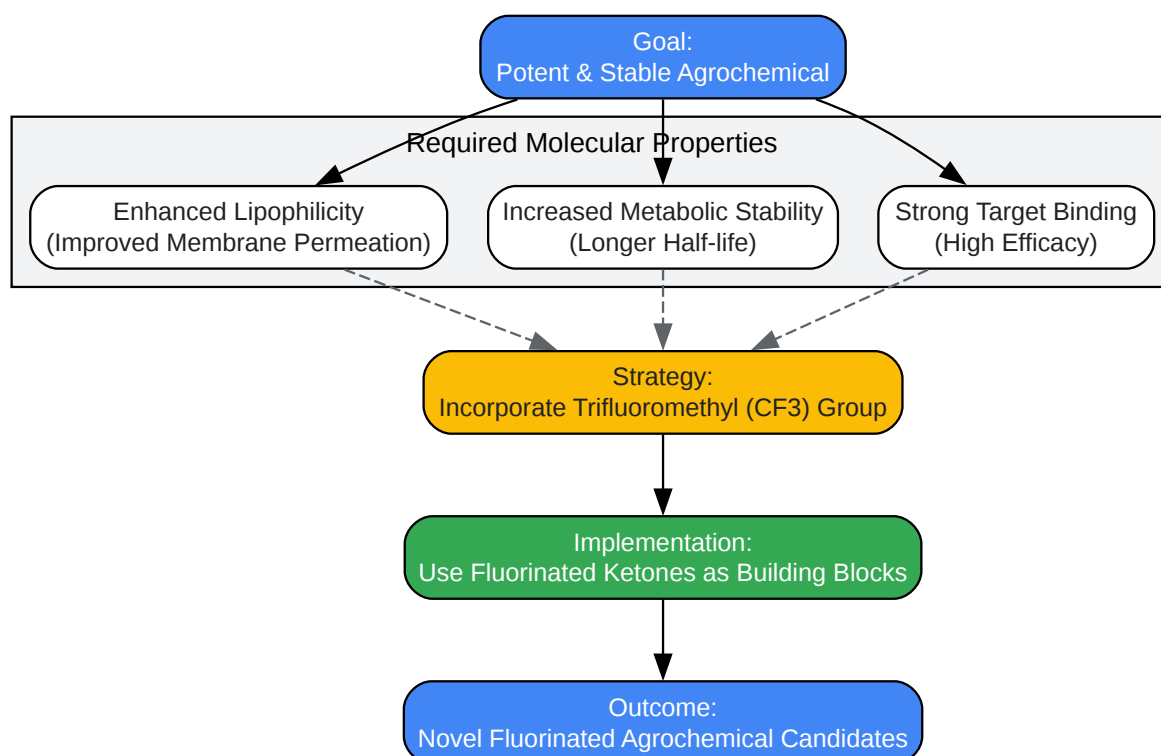 Goal:
Potent & Stable Agrochemical
Required Molecular Properties
Enhanced Lipophilicity
(Improved Membrane Permeation)
Increased Metabolic Stability
(Longer Half-life)
Strong Target Binding
(High Efficacy)
Strategy:
Incorporate Trifluoromethyl (CF3) Group
Implementation:
Use Fluorinated Ketones as Building Blocks
Outcome:
Novel Fluorinated Agrochemical Candidates